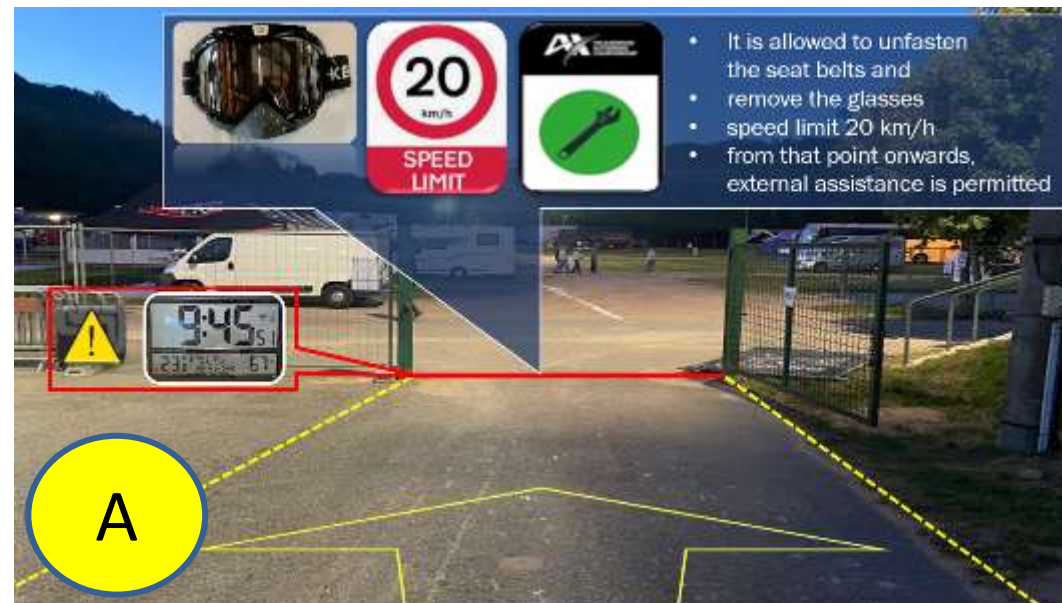 20
km/h
SPEED
LIMIT
AX
• It is allowed to unfasten
the seat belts and
• remove the glasses
• speed limit 20 km/h
• from that point onwards,
external assistance is permitted
9:45 51
A